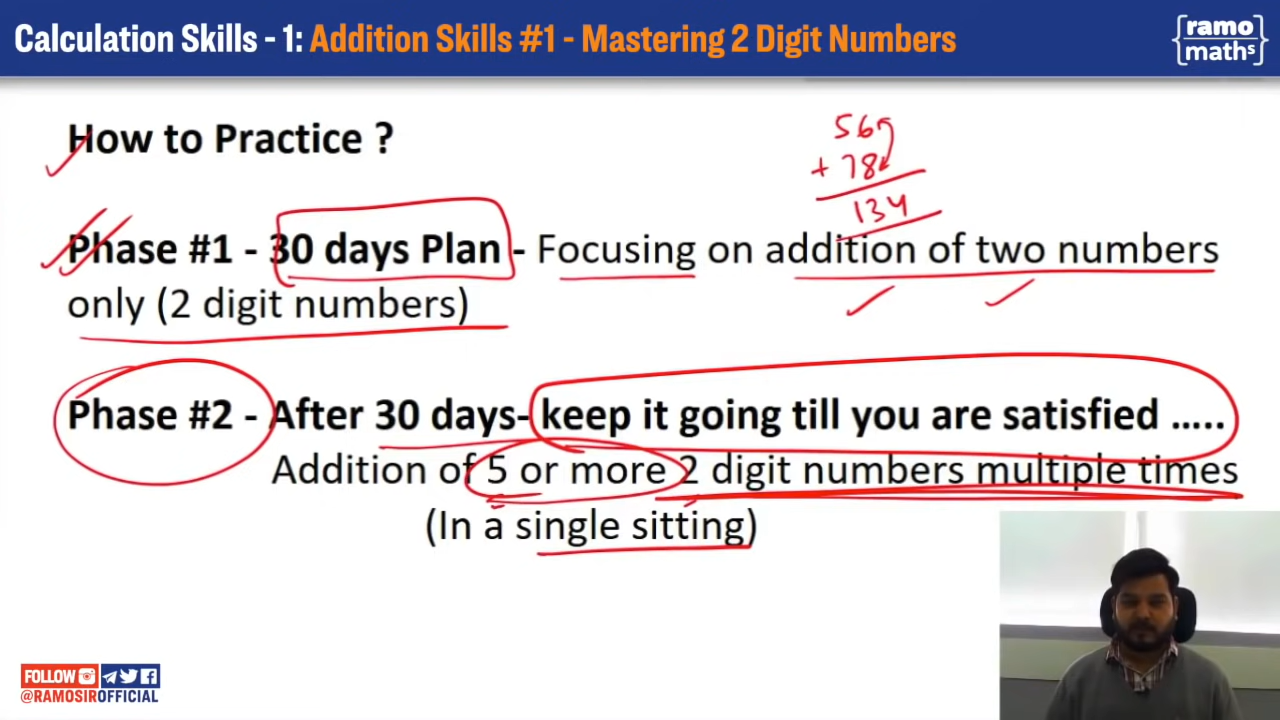 Calculation Skills - 1: Addition Skills #1 - Mastering 2 Digit Numbers
ramo
mathˢ
How to Practice ?
56
+ 78
134
Phase #1 - 30 days Plan - Focusing on addition of two numbers
only (2 digit numbers)
Phase #2 - After 30 days- keep it going till you are satisfied .....
Addition of 5 or more 2 digit numbers multiple times
(In a single sitting)
FOLLOW
@RAMOSIROFFICIAL